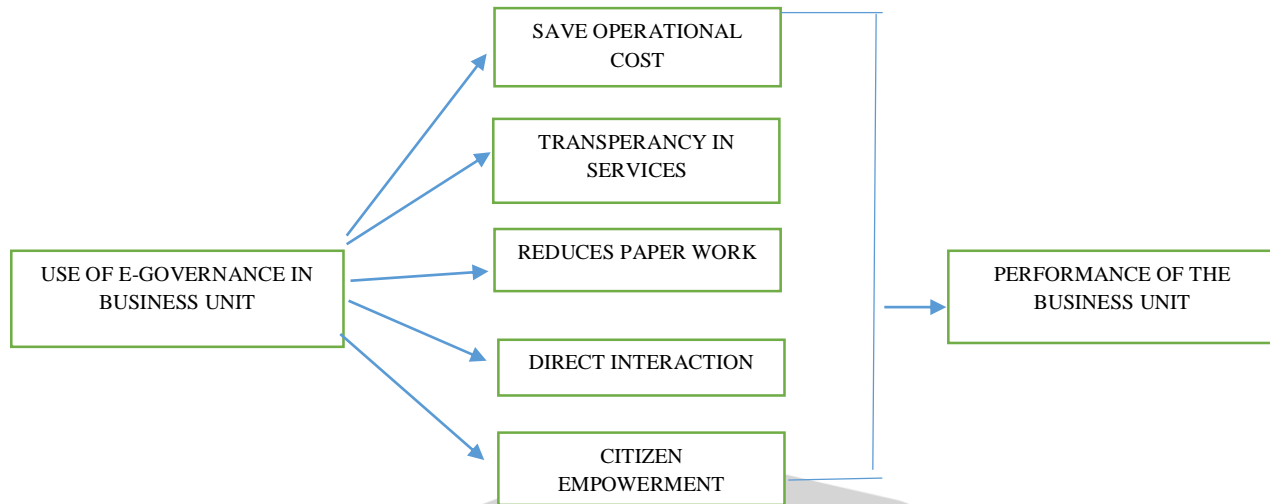 SAVE OPERATIONAL
COST
TRANSPERANCY IN
SERVICES
REDUCES PAPER WORK
USE OF E-GOVERNANCE IN
BUSINESS UNIT
PERFORMANCE OF THE
BUSINESS UNIT
DIRECT INTERACTION
CITIZEN
EMPOWERMENT